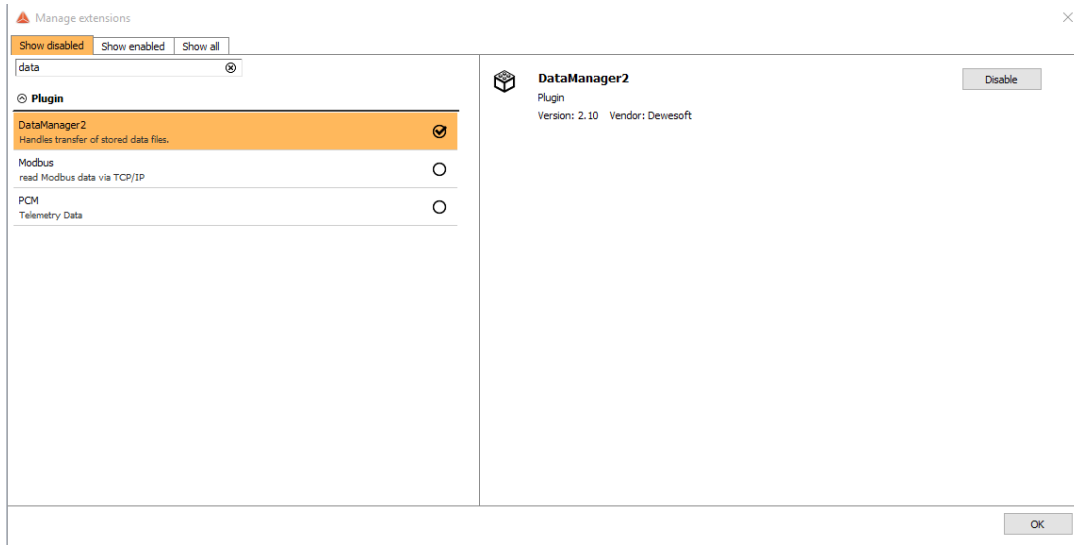 Manage extensions
Show disabled Show enabled Show all
data
Plugin
DataManager2
Handles transfer of stored data files.
Modbus
read Modbus data via TCP/IP
PCM
Telemetry Data
DataManager2
Disable
Plugin
Version: 2.10 Vendor: Dewesoft
OK